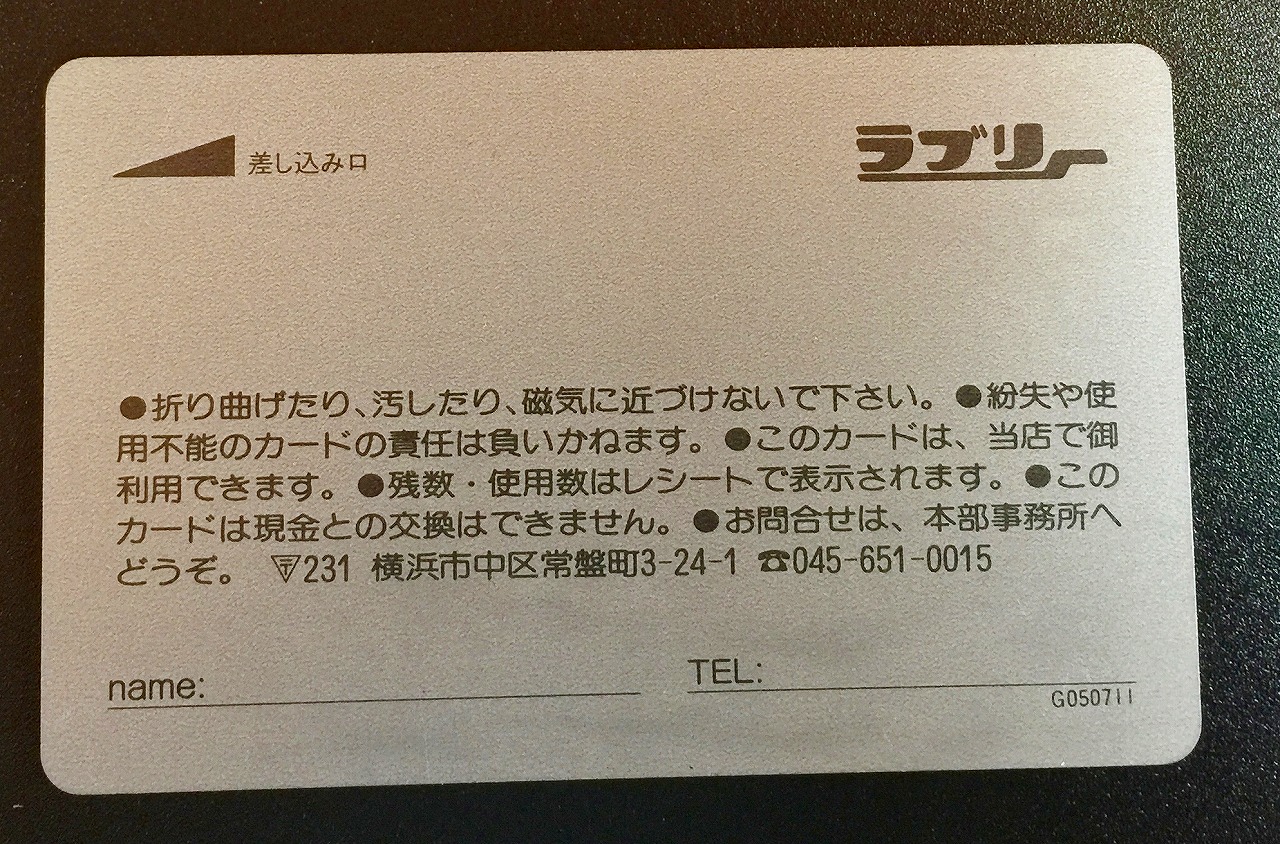 差し込み口
ラブリー
●折り曲げたり、汚したり、磁気に近づけないで下さい。●紛失や使
用不能のカードの責任は負いかねます。●このカードは、当店で御
利用できます。●残数・使用数はレシートで表示されます。●この
カードは現金との交換はできません。●お問合せは、本部事務所へ
どうぞ。 〒231 横浜市中区常盤町3-24-1 ☎045-651-0015
name:
TEL:
G050711